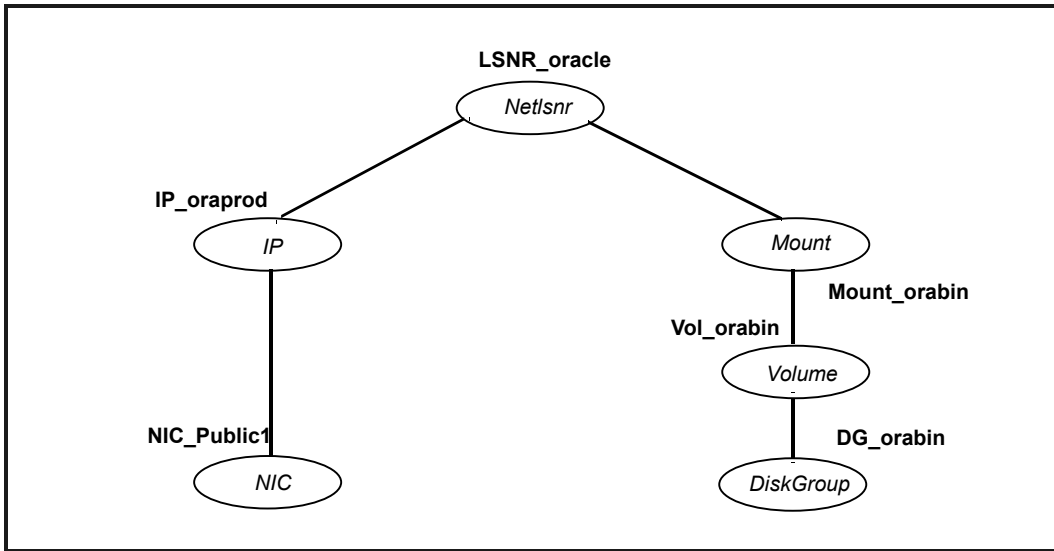 LSNR_oracle
Netlsnr
IP_oraprod
IP
Mount
Mount_orabin
Vol_orabin
Volume
NIC_Public1
DG_orabin
NIC
DiskGroup